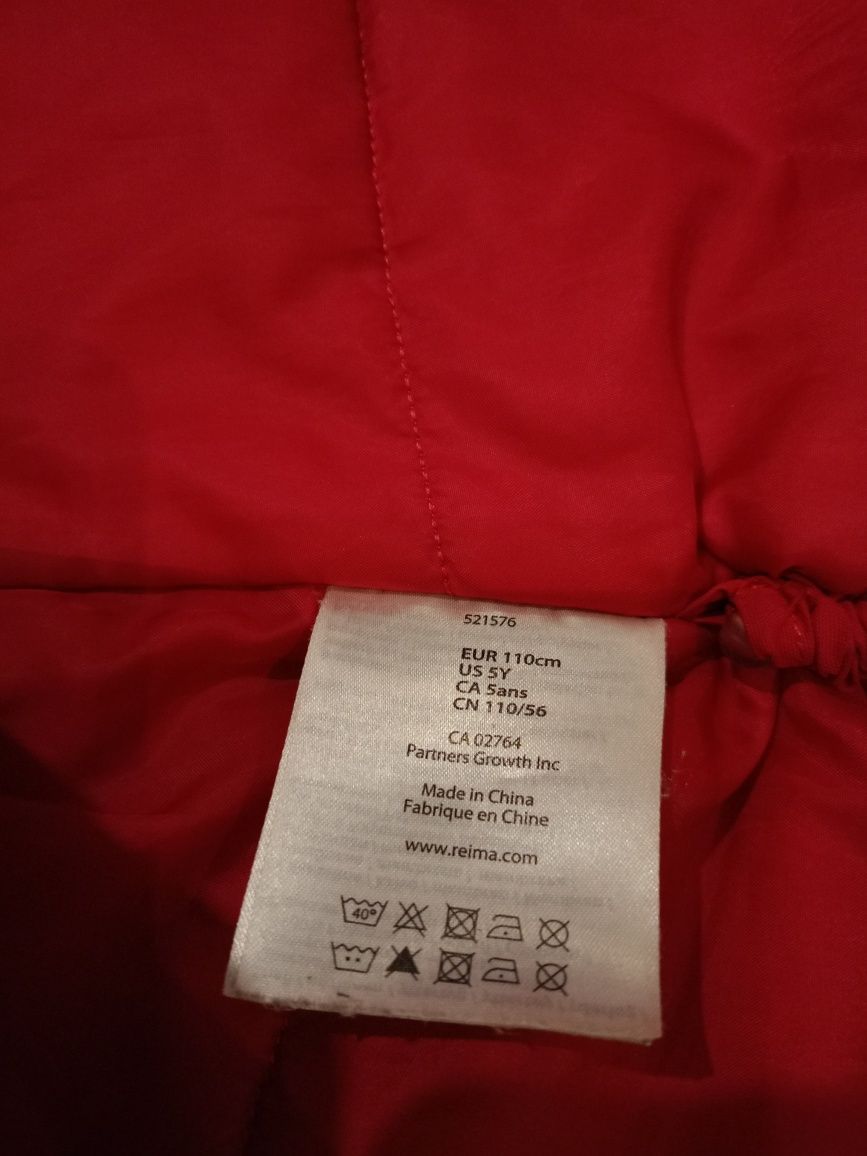 521576
EUR 110cm
US 5Y
CA 5ans
CN 110/56
CA 02764
Partners Growth Inc
Made in China
Fabrique en Chine
www.reima.com
40°